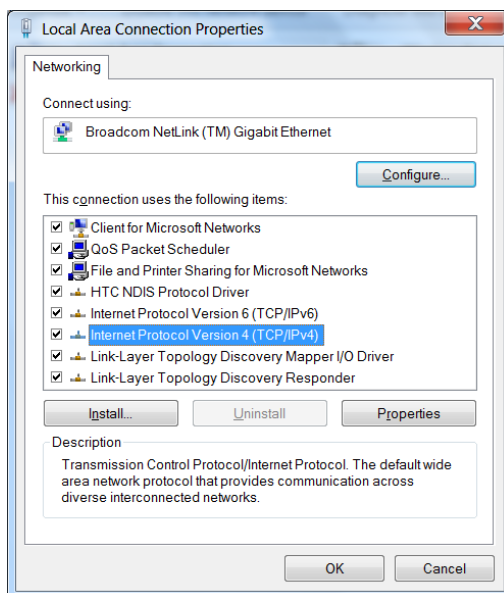 Local Area Connection Properties
Networking
Connect using:
Broadcom NetLink (TM) Gigabit Ethernet
Configure...
This connection uses the following items:
Client for Microsoft Networks
QoS Packet Scheduler
File and Printer Sharing for Microsoft Networks
HTC NDIS Protocol Driver
Internet Protocol Version 6 (TCP/IPv6)
Internet Protocol Version 4 (TCP/IPv4)
Link-Layer Topology Discovery Mapper I/O Driver
Link-Layer Topology Discovery Responder
Install... Uninstall Properties
Description
Transmission Control Protocol/Internet Protocol. The default wide
area network protocol that provides communication across
diverse interconnected networks.
OK Cancel